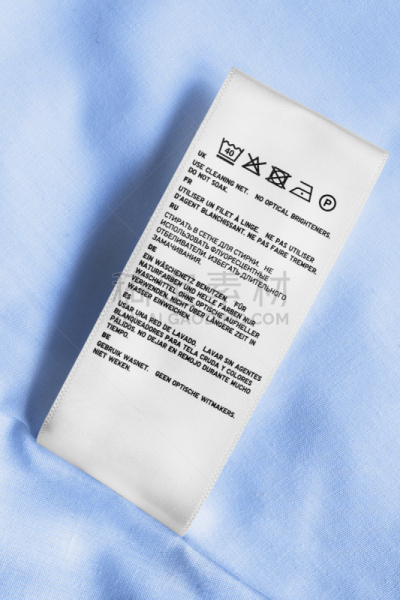 40
P
UK
USE CLEANING NET. NO OPTICAL BRIGHTENERS.
DO NOT SOAK.
FR
UTILISER UN FILET À LINGE. NE PAS UTILISER
D'AGENT BLANCHISSANT. NE PAS FAIRE TREMPER.
RU
СТИРАТЬ В СЕТКЕ ДЛЯ СТИРКИ. НЕ
ИСПОЛЬЗОВАТЬ ФЛУОРЕСЦЕНТНЫЕ
ОТБЕЛИВАТЕЛИ. ИЗБЕГАТЬ ДЛИТЕЛЬНОГО
ЗАМАЧИВАНИЯ.
DE
EIN WÄSCHENETZ BENUTZEN. FÜR
NATURFARBEN UND HELLE FARBEN NUR
WASCHMITTEL OHNE OPTISCHE AUFHELLER
VERWENDEN. NICHT ÜBER LÄNGERE ZEIT IN
WASSER EINWEICHEN.
USAR UNA RED DE LAVADO. LAVAR SIN AGENTES
BLANQUEADORES PARA TELA CRUDA Y COLORES
PÁLIDOS. NO DEJAR EN REMOJO DURANTE MUCHO
TIEMPO.
BE
GEBRUIK WASNET. GEEN OPTISCHE WITMAKERS.
NIET WEKEN.